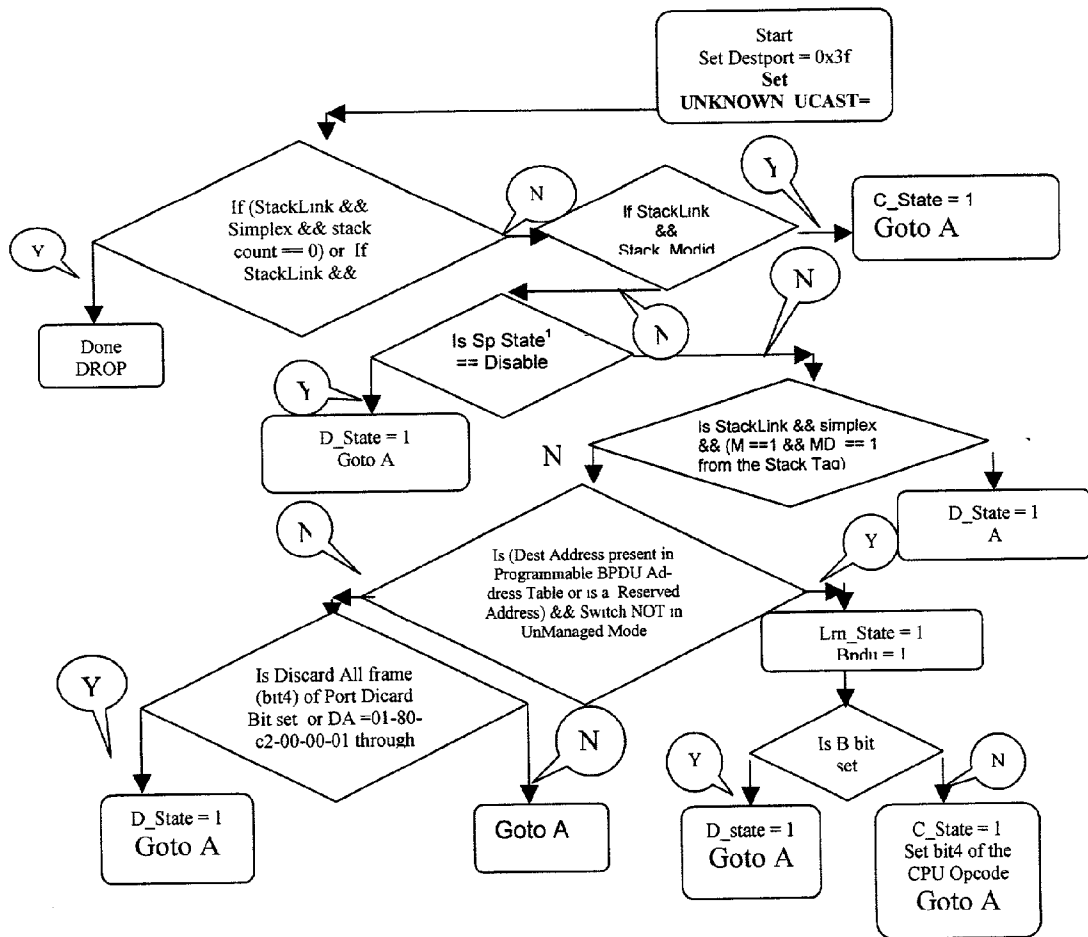 Start
Set Destport = 0x3f
Set
UNKNOWN UCAST=
If (StackLink &&
Simplex && stack
count == 0) or If
StackLink &&
Y
N
If StackLink
&&
Stack Modid
Y
C_State = 1
Goto A
Done
DROP
N
N
Is Sp State¹
== Disable
Y
D_State = 1
Goto A
Is StackLink && simplex
&& (M ==1 && MD == 1
from the Stack Tag)
N
D_State = 1
A
N
Is (Dest Address present in
Programmable BPDU Ad-
dress Table or is a Reserved
Address) && Switch NOT in
UnManaged Mode
Y
Lrn_State = 1
Bpdu = 1
Is Discard All frame
(bit4) of Port Dicard
Bit set or DA =01-80-
c2-00-00-01 through
Y
N
Is B bit
set
Y
N
D_State = 1
Goto A
Goto A
D_state = 1
Goto A
C_State = 1
Set bit4 of the
CPU Opcode
Goto A